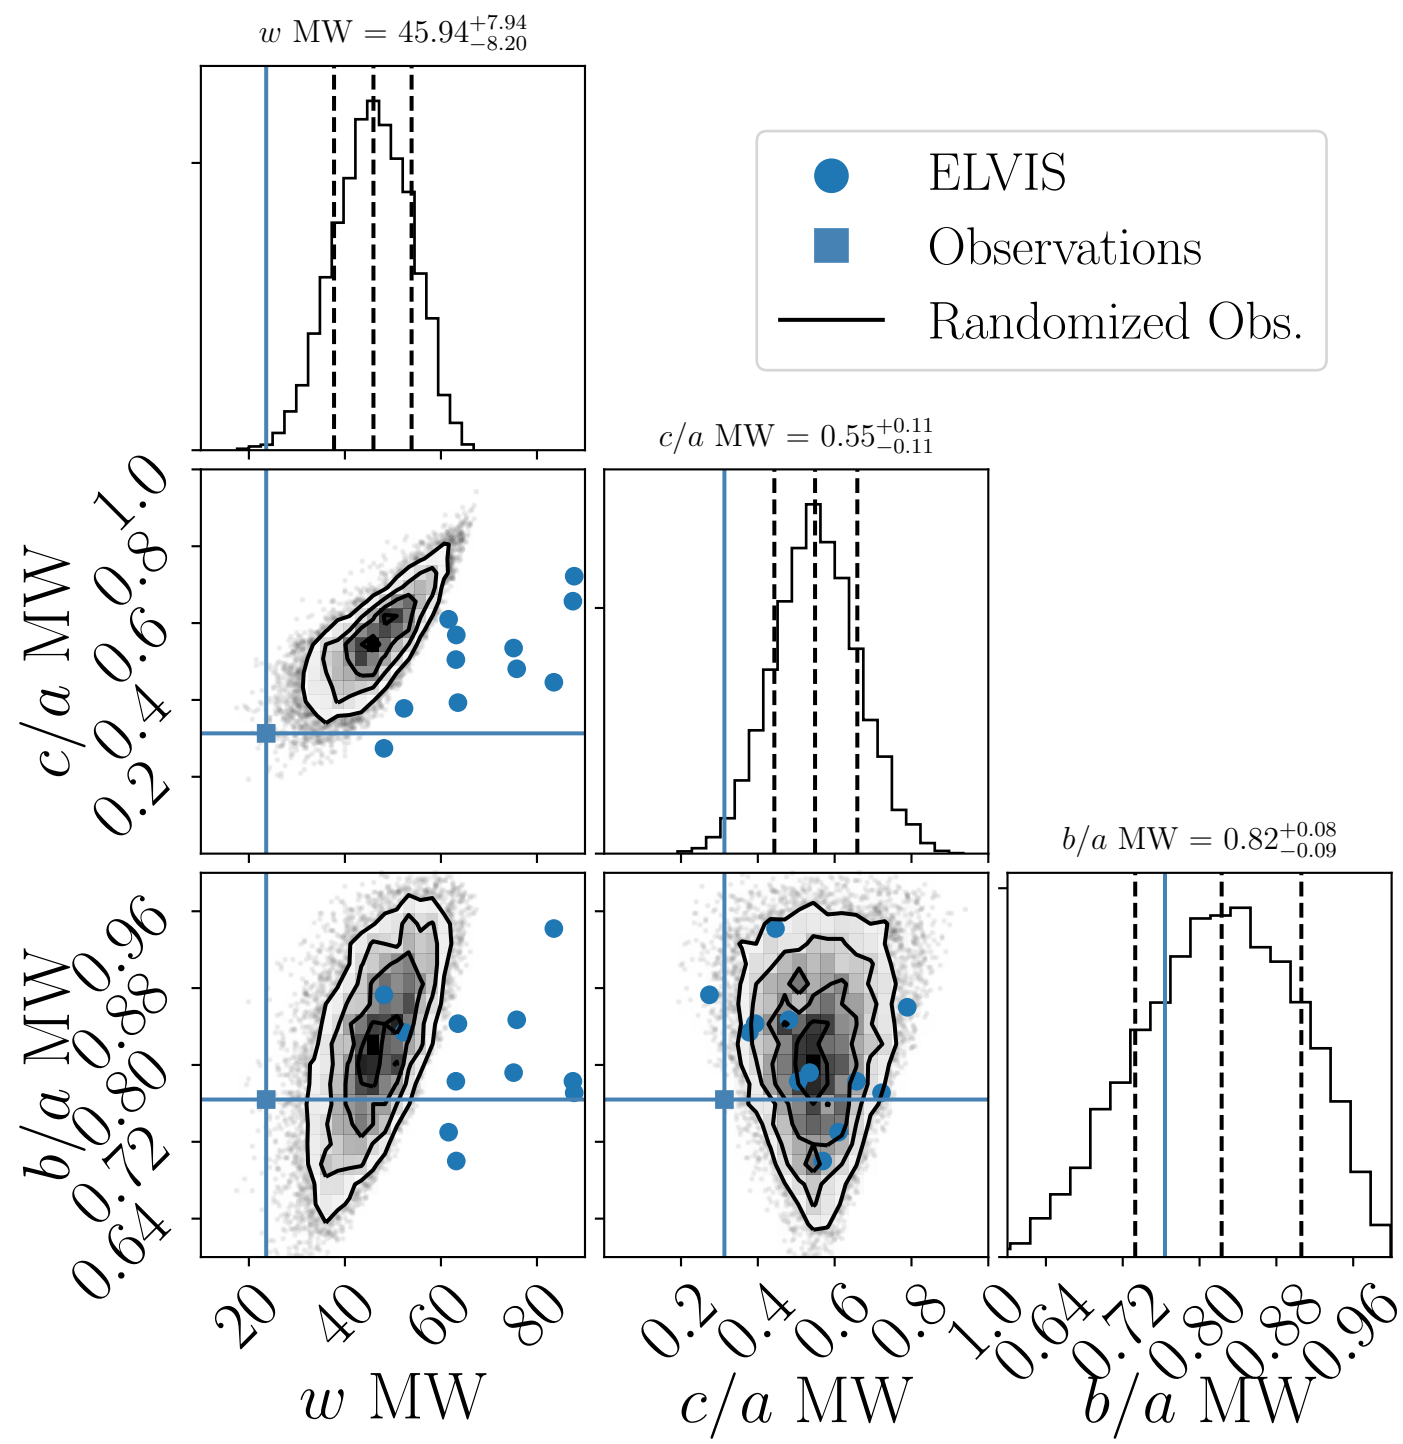 w MW = 45.94+7.94 −8.20
ELVIS
Observations
Randomized Obs.
c/a MW = 0.55+0.11 −0.11
c/a MW
1.0
0.8
0.6
0.4
0.2
b/a MW = 0.82+0.08 −0.09
b/a MW
0.96
0.88
0.80
0.72
0.64
20 40 60 80
0.2 0.4 0.6 0.8 1.0
0.64 0.72 0.80 0.88 0.96
w MW
c/a MW
b/a MW